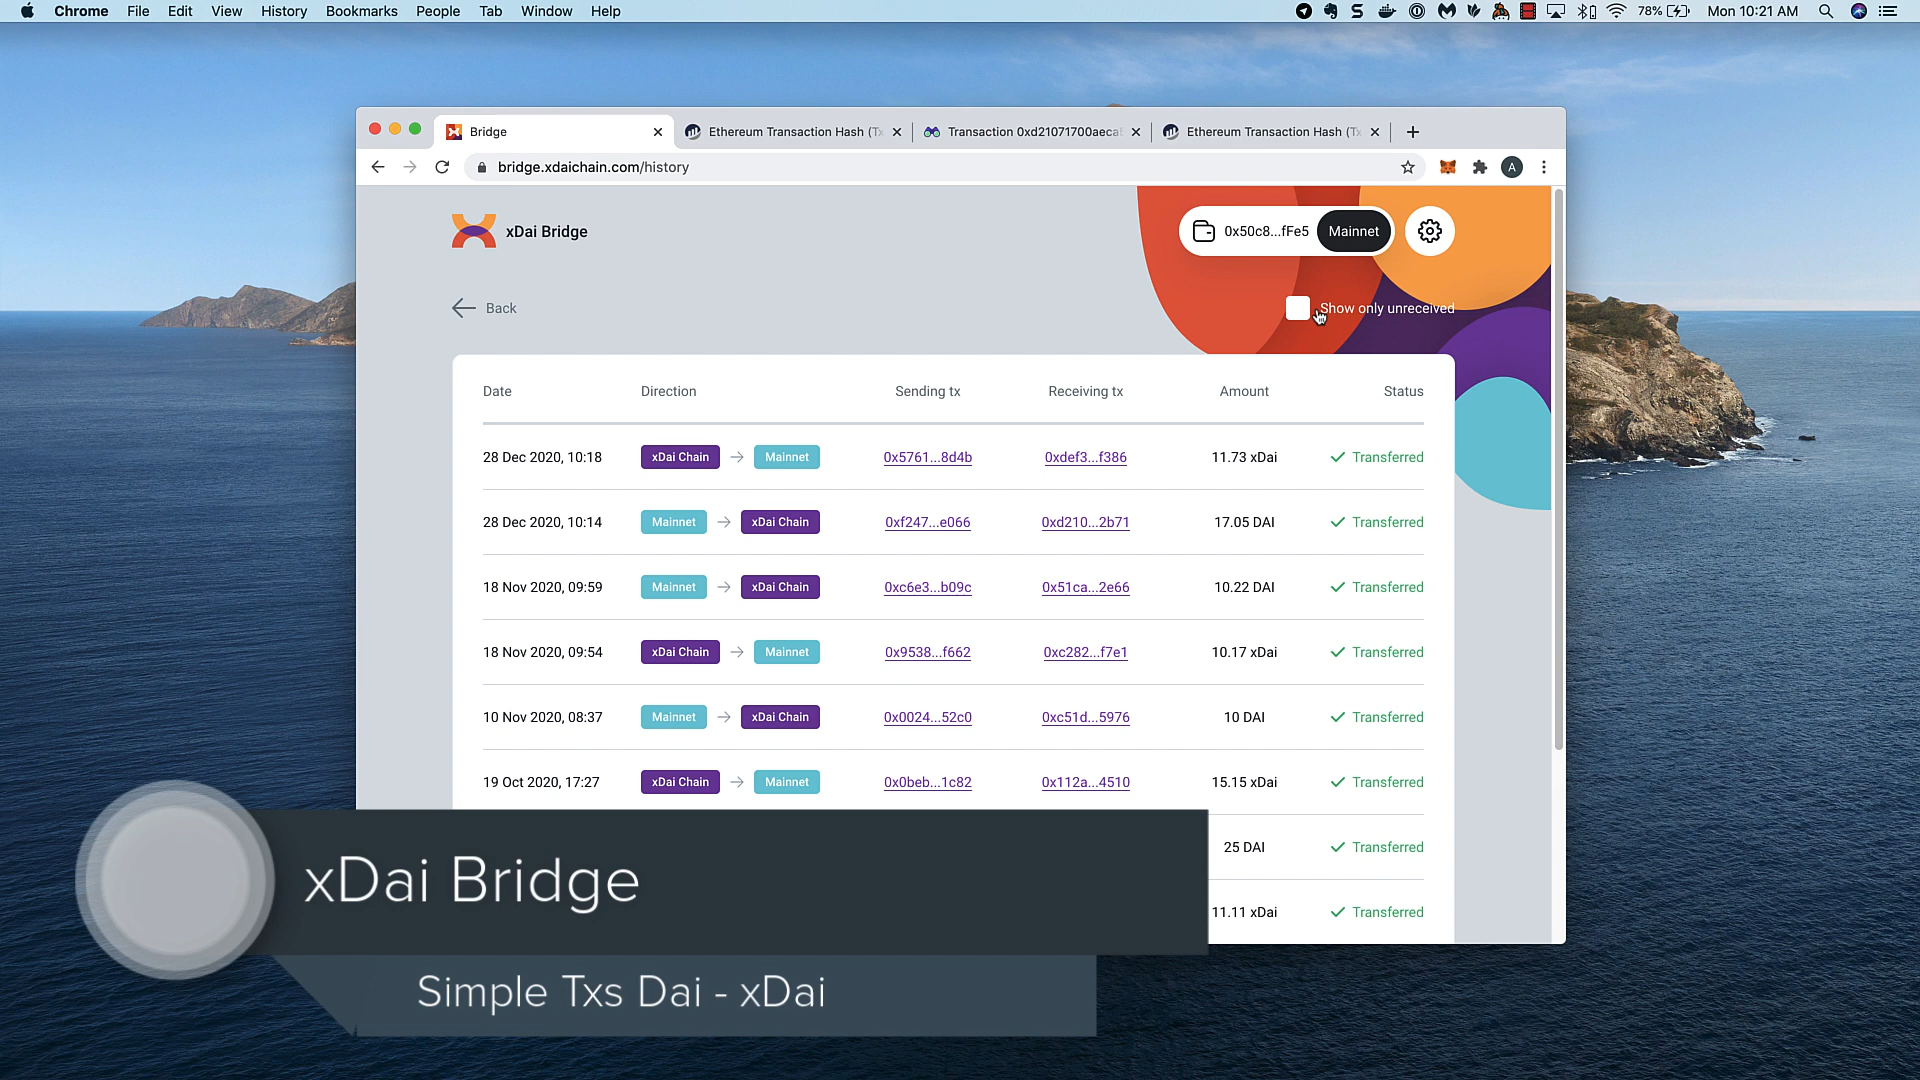 Chrome File Edit View History Bookmarks People Tab Window Help 78% Mon 10:21 AM
Bridge Ethereum Transaction Hash (Tx Transaction 0xd21071700aeca Ethereum Transaction Hash (Tx
bridge.xdaichain.com/history A
xDai Bridge 0x50c8...fFe5 Mainnet
Back Show only unreceived
Date Direction Sending tx Receiving tx Amount Status
28 Dec 2020, 10:18 xDai Chain → Mainnet 0x5761...8d4b 0xdef3...f386 11.73 xDai Transferred
28 Dec 2020, 10:14 Mainnet → xDai Chain 0xf247...e066 0xd210...2b71 17.05 DAI Transferred
18 Nov 2020, 09:59 Mainnet → xDai Chain 0xc6e3...b09c 0x51ca...2e66 10.22 DAI Transferred
18 Nov 2020, 09:54 xDai Chain → Mainnet 0x9538...f662 0xc282...f7e1 10.17 xDai Transferred
10 Nov 2020, 08:37 Mainnet → xDai Chain 0x0024...52c0 0xc51d...5976 10 DAI Transferred
19 Oct 2020, 17:27 xDai Chain → Mainnet 0x0beb...1c82 0x112a...4510 15.15 xDai Transferred
25 DAI Transferred
11.11 xDai Transferred
xDai Bridge
Simple Txs Dai - xDai